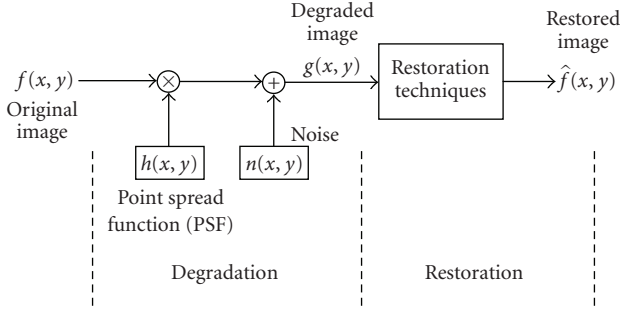 Degraded
image
Restored
image
f(x, y)
×
+
g(x, y)
Restoration
techniques
f̂(x, y)
Original
image
Noise
h(x, y)
n(x, y)
Point spread
function (PSF)
Degradation
Restoration